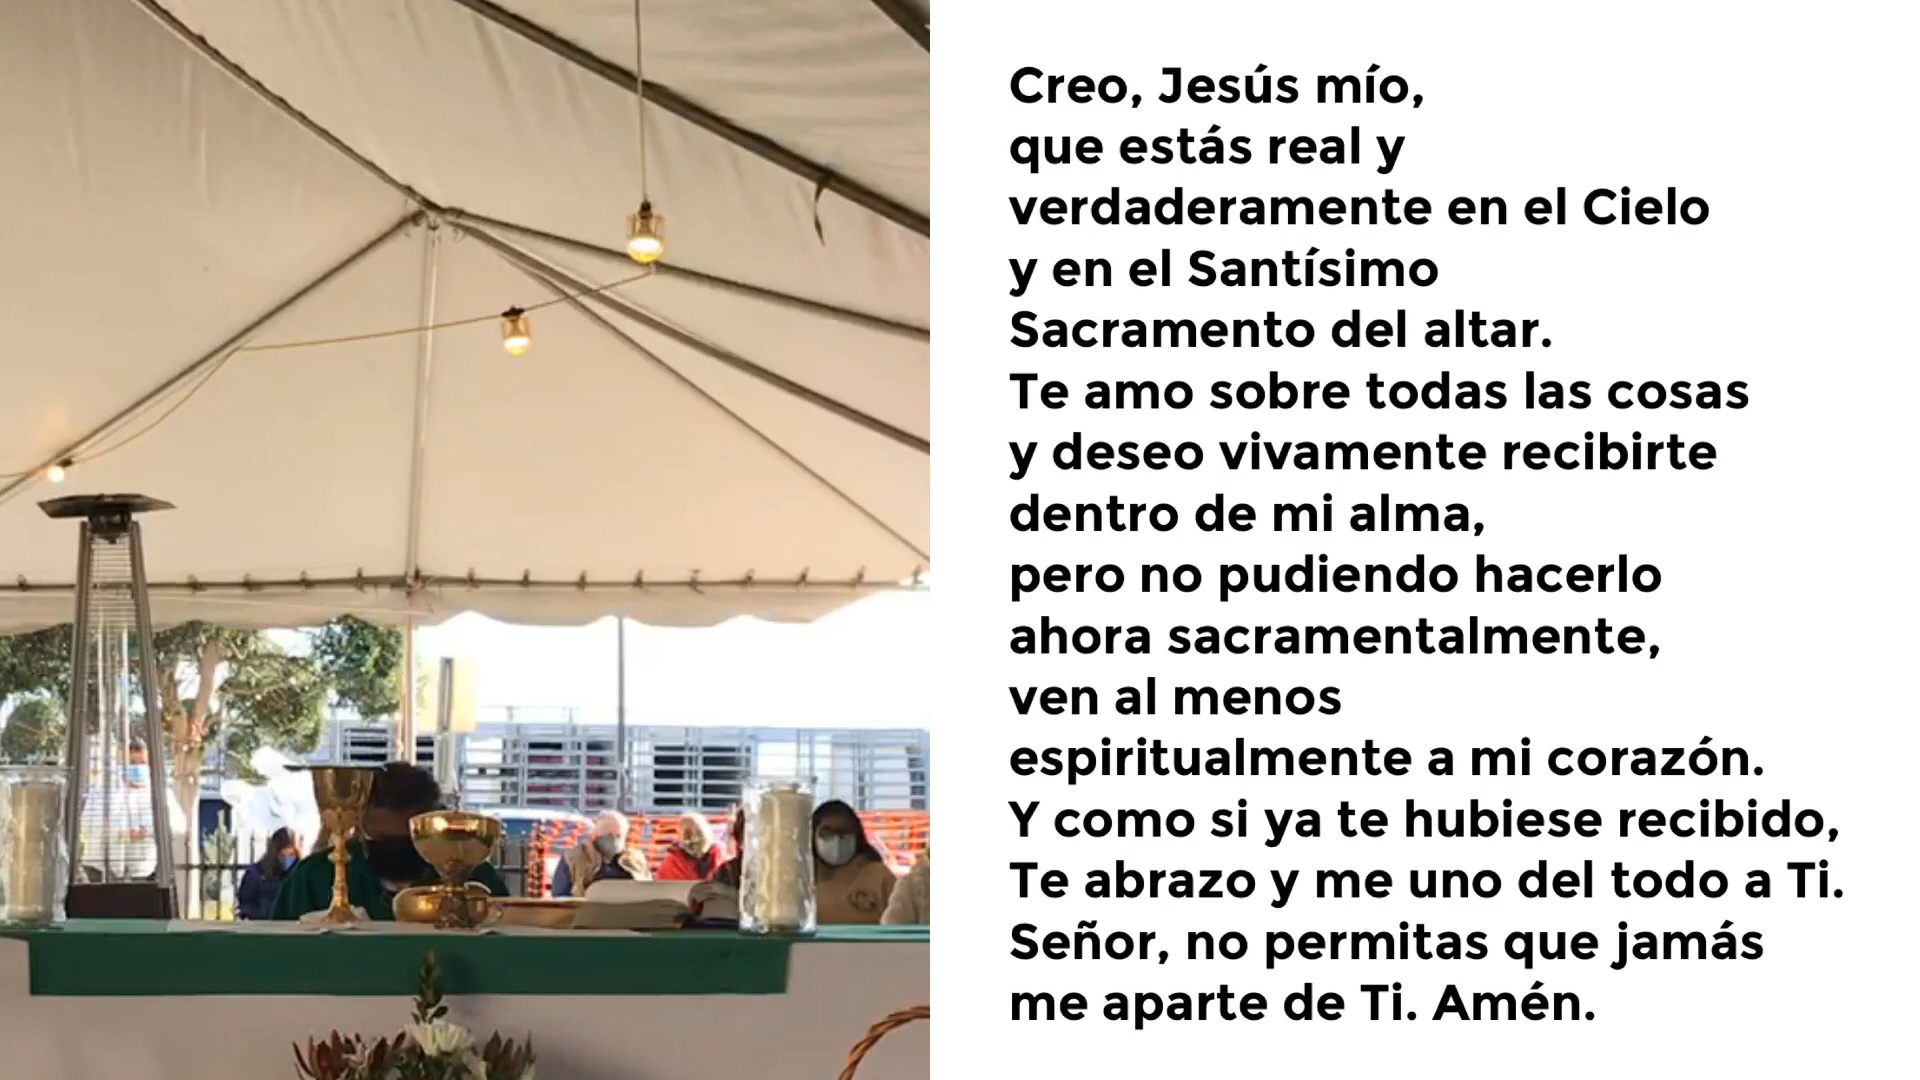 Creo, Jesús mío,
que estás real y
verdaderamente en el Cielo
y en el Santísimo
Sacramento del altar.
Te amo sobre todas las cosas
y deseo vivamente recibirte
dentro de mi alma,
pero no pudiendo hacerlo
ahora sacramentalmente,
ven al menos
espiritualmente a mi corazón.
Y como si ya te hubiese recibido,
Te abrazo y me uno del todo a Ti.
Señor, no permitas que jamás
me aparte de Ti. Amén.